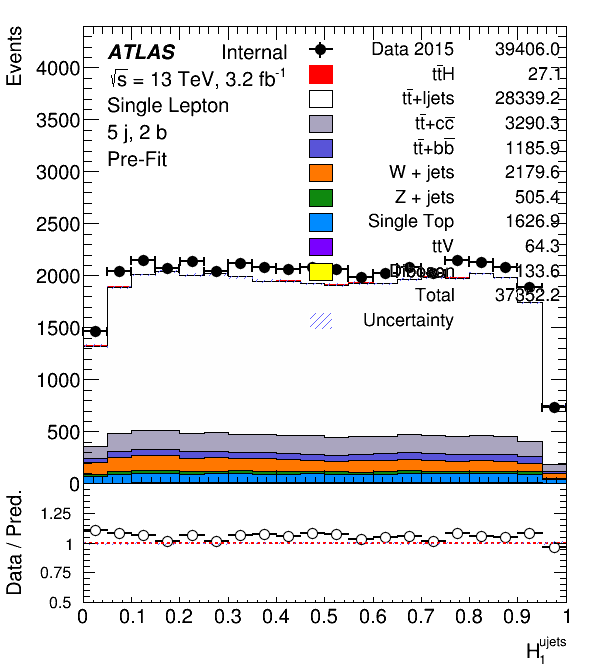 Events
4000
3500
3000
2500
2000
1500
1000
500
0
ATLAS Internal
√s = 13 TeV, 3.2 fb⁻¹
Single Lepton
5 j, 2 b
Pre-Fit
Data 2015 39406.0
tt̄H 27.1
tt̄+ljets 28339.2
tt̄+cc̄ 3290.3
tt̄+bb̄ 1185.9
W + jets 2179.6
Z + jets 505.4
Single Top 1626.9
ttV 64.3
Diboson 133.6
Total 37352.2
Uncertainty
Data / Pred.
1.25
1
0.75
0.5
0 0.1 0.2 0.3 0.4 0.5 0.6 0.7 0.8 0.9 1
H₁ᵘʲᵉᵗˢ